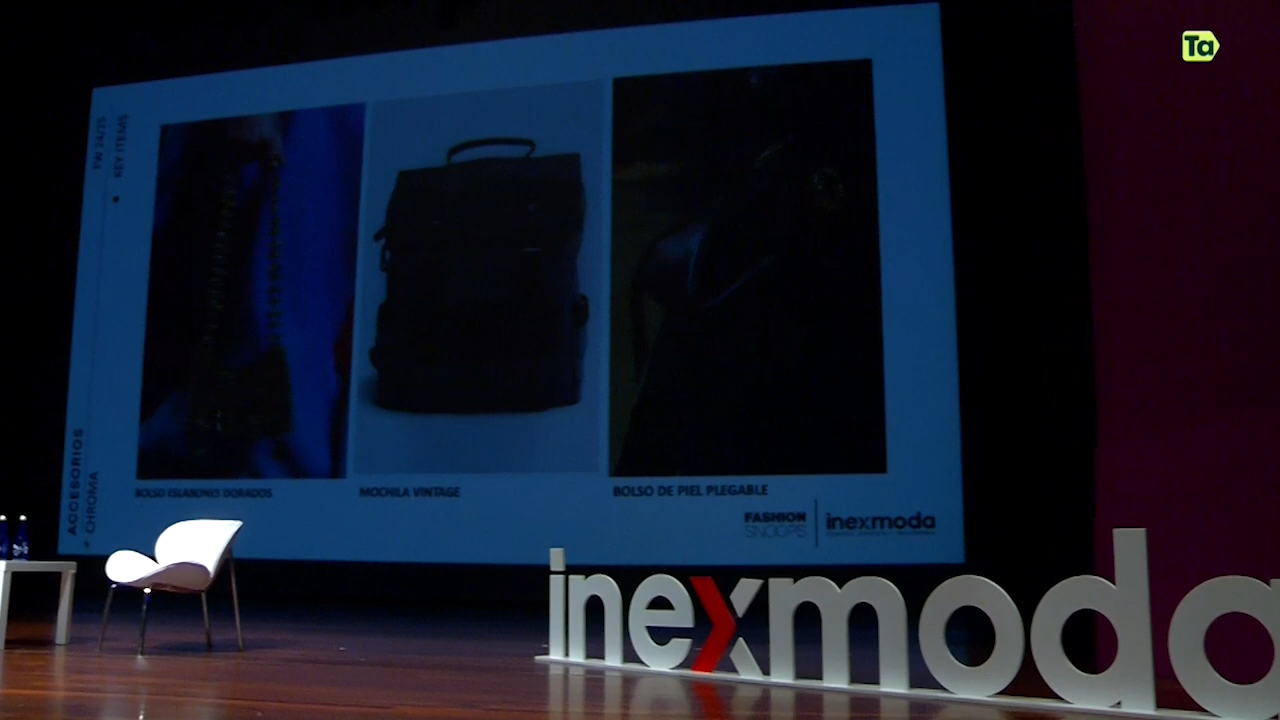 Ta
FW 24/25
KEY ITEMS
ACCESORIOS
CHROMA
BOLSO ESLABONES DORADOS
MOCHILA VINTAGE
BOLSO DE PIEL PLEGABLE
FASHION
SNOOPS
inexmoda
inexmoda